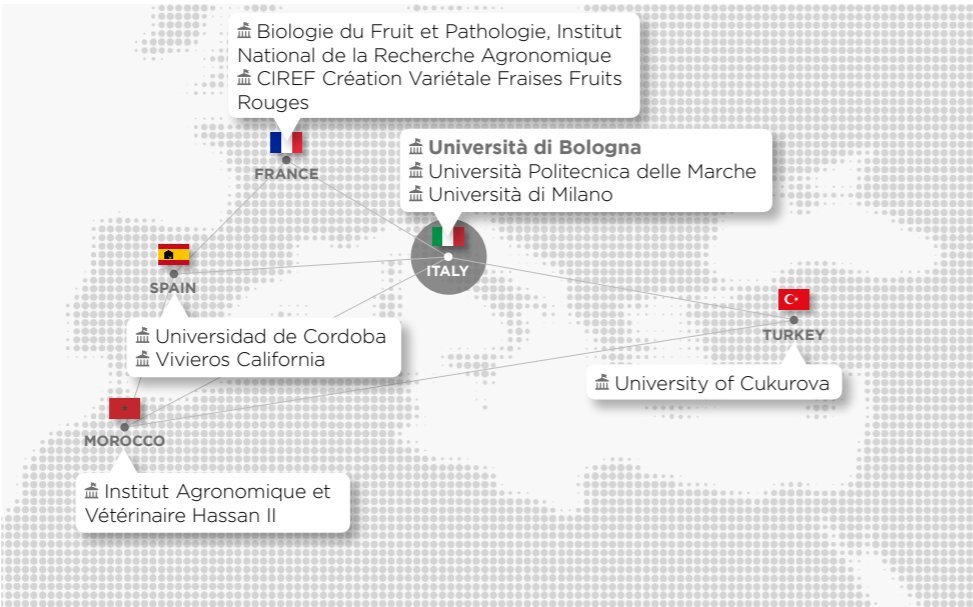 Biologie du Fruit et Pathologie, Institut
National de la Recherche Agronomique
CIREF Création Variétale Fraises Fruits
Rouges
FRANCE
Università di Bologna
Università Politecnica delle Marche
Università di Milano
ITALY
SPAIN
Universidad de Cordoba
Vivieros California
TURKEY
University of Cukurova
MOROCCO
Institut Agronomique et
Vétérinaire Hassan II